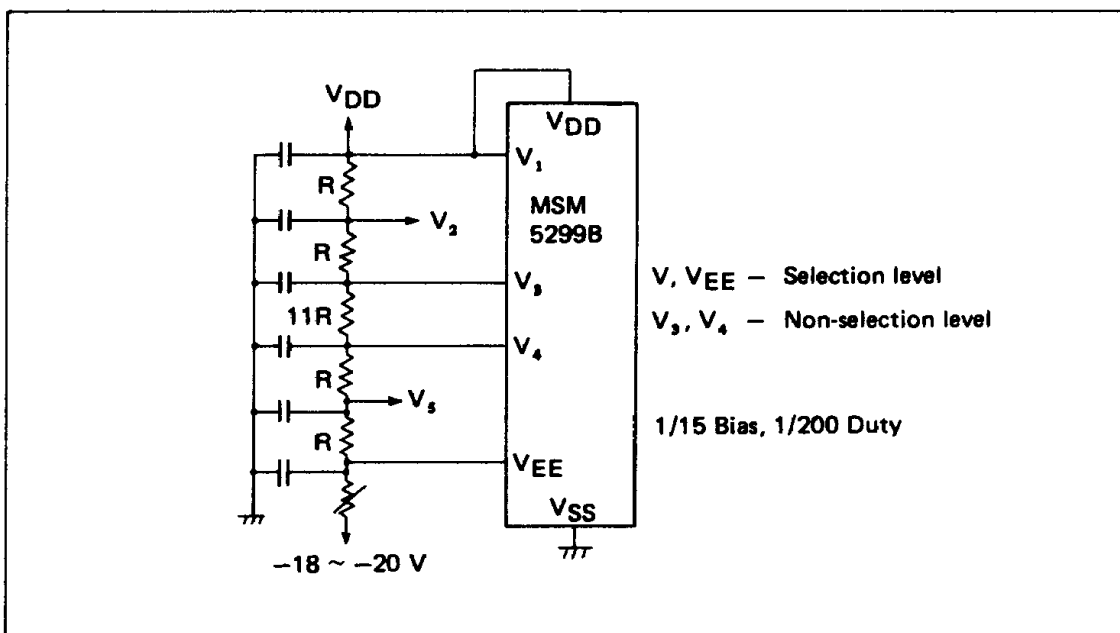 VDD
VDD
V1
R
MSM
5299B
V2
R
V3
11R
V4
R
V5
R
VEE
VSS
−18 ~ −20 V
V, VEE — Selection level
V3, V4 — Non-selection level
1/15 Bias, 1/200 Duty